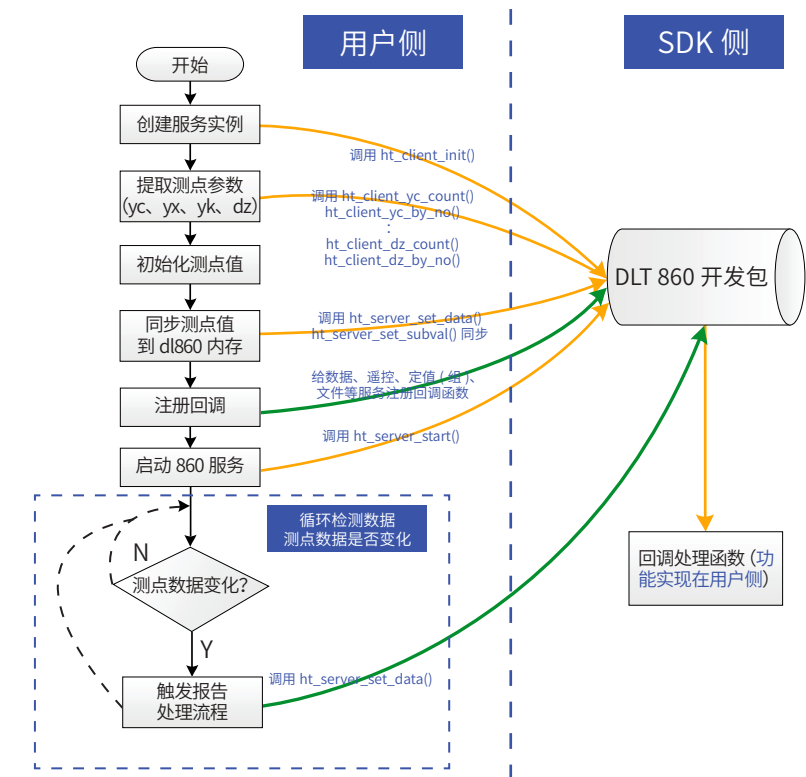 用户侧
SDK 侧
开始
创建服务实例
调用 ht_client_init()
提取测点参数
(yc、yx、yk、dz)
调用 ht_client_yc_count()
ht_client_yc_by_no()
:
ht_client_dz_count()
ht_client_dz_by_no()
初始化测点值
DLT 860 开发包
同步测点值
到 dl860 内存
调用 ht_server_set_data()
ht_server_set_subval() 同步
注册回调
给数据、遥控、定值 ( 组 )、
文件等服务注册回调函数
启动 860 服务
调用 ht_server_start()
循环检测数据
测点数据是否变化
N
测点数据变化?
Y
回调处理函数 (功
能实现在用户侧)
触发报告
处理流程
调用 ht_server_set_data()